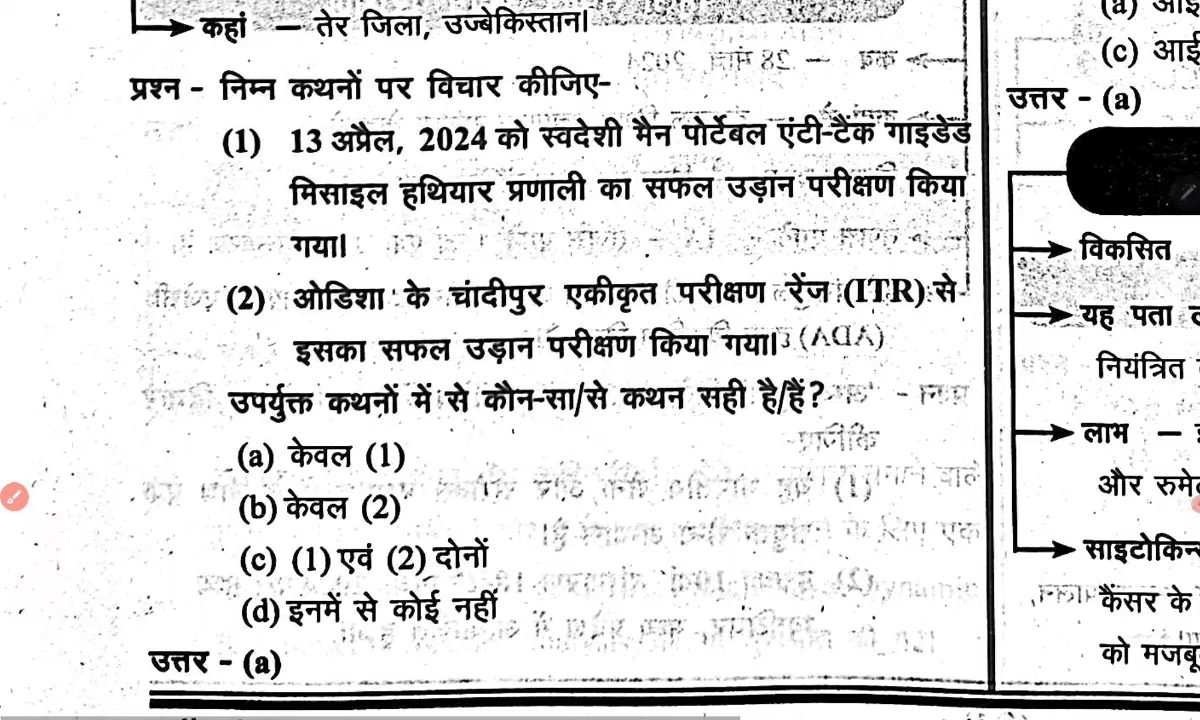 कहां — तेर जिला, उज्बेकिस्तान।
प्रश्न - निम्न कथनों पर विचार कीजिए-
(1) 13 अप्रैल, 2024 को स्वदेशी मैन पोर्टेबल एंटी-टैंक गाइडेड
मिसाइल हथियार प्रणाली का सफल उड़ान परीक्षण किया
गया।
(2) ओडिशा के चांदीपुर एकीकृत परीक्षण रेंज (ITR) से
इसका सफल उड़ान परीक्षण किया गया।
उपर्युक्त कथनों में से कौन-सा/से कथन सही है/हैं?
(a) केवल (1)
(b) केवल (2)
(c) (1) एवं (2) दोनों
(d) इनमें से कोई नहीं
उत्तर - (a)
(a) आई
(c) आई
उत्तर - (a)
विकसित
यह पता
नियंत्रित
लाभ —
और
साइटोकिन्स
कैंसर के
को